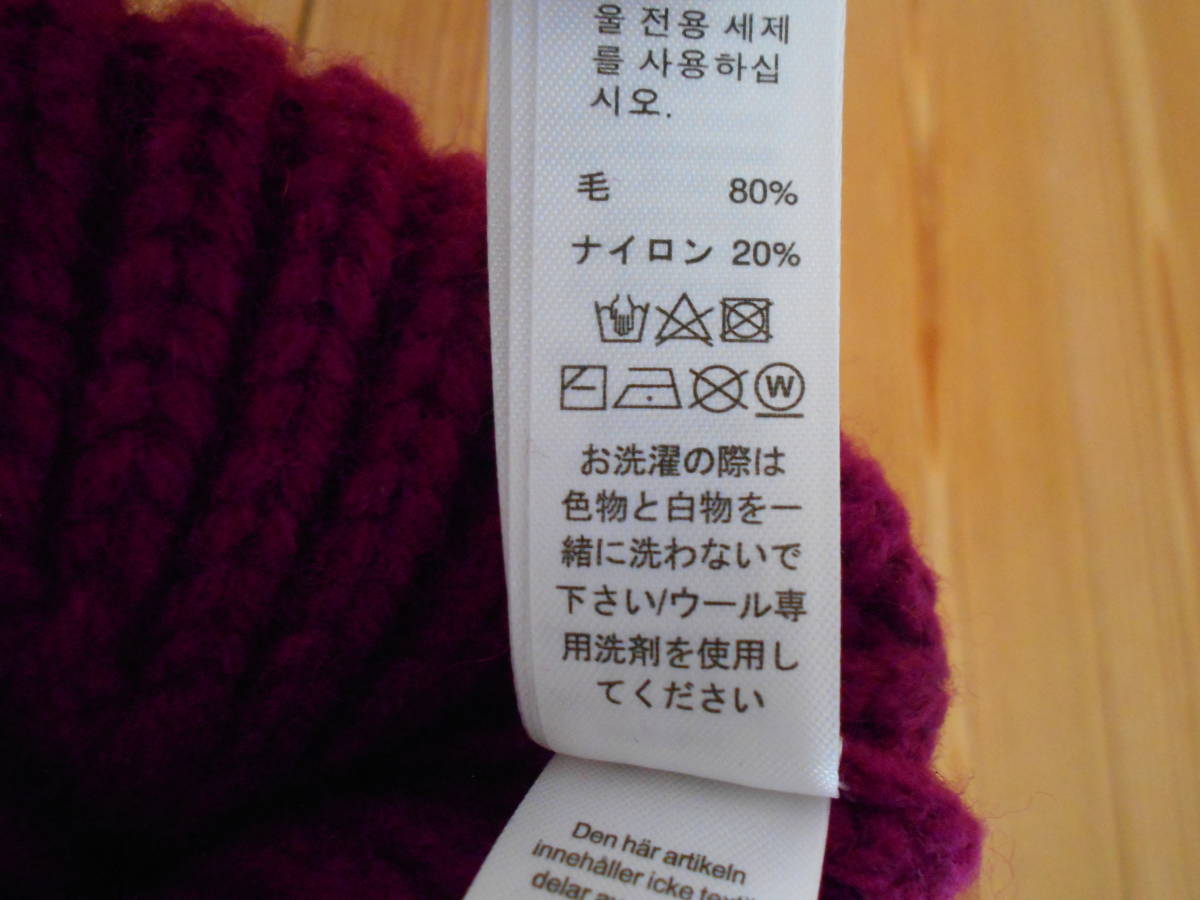 울 전용 세제
를 사용하십
시오.
毛 80%
ナイロン 20%
W
お洗濯の際は
色物と白物を一
緒に洗わないで
下さい/ウール専
用洗剤を使用し
てください
Den här artikeln
innehåller icke
delar